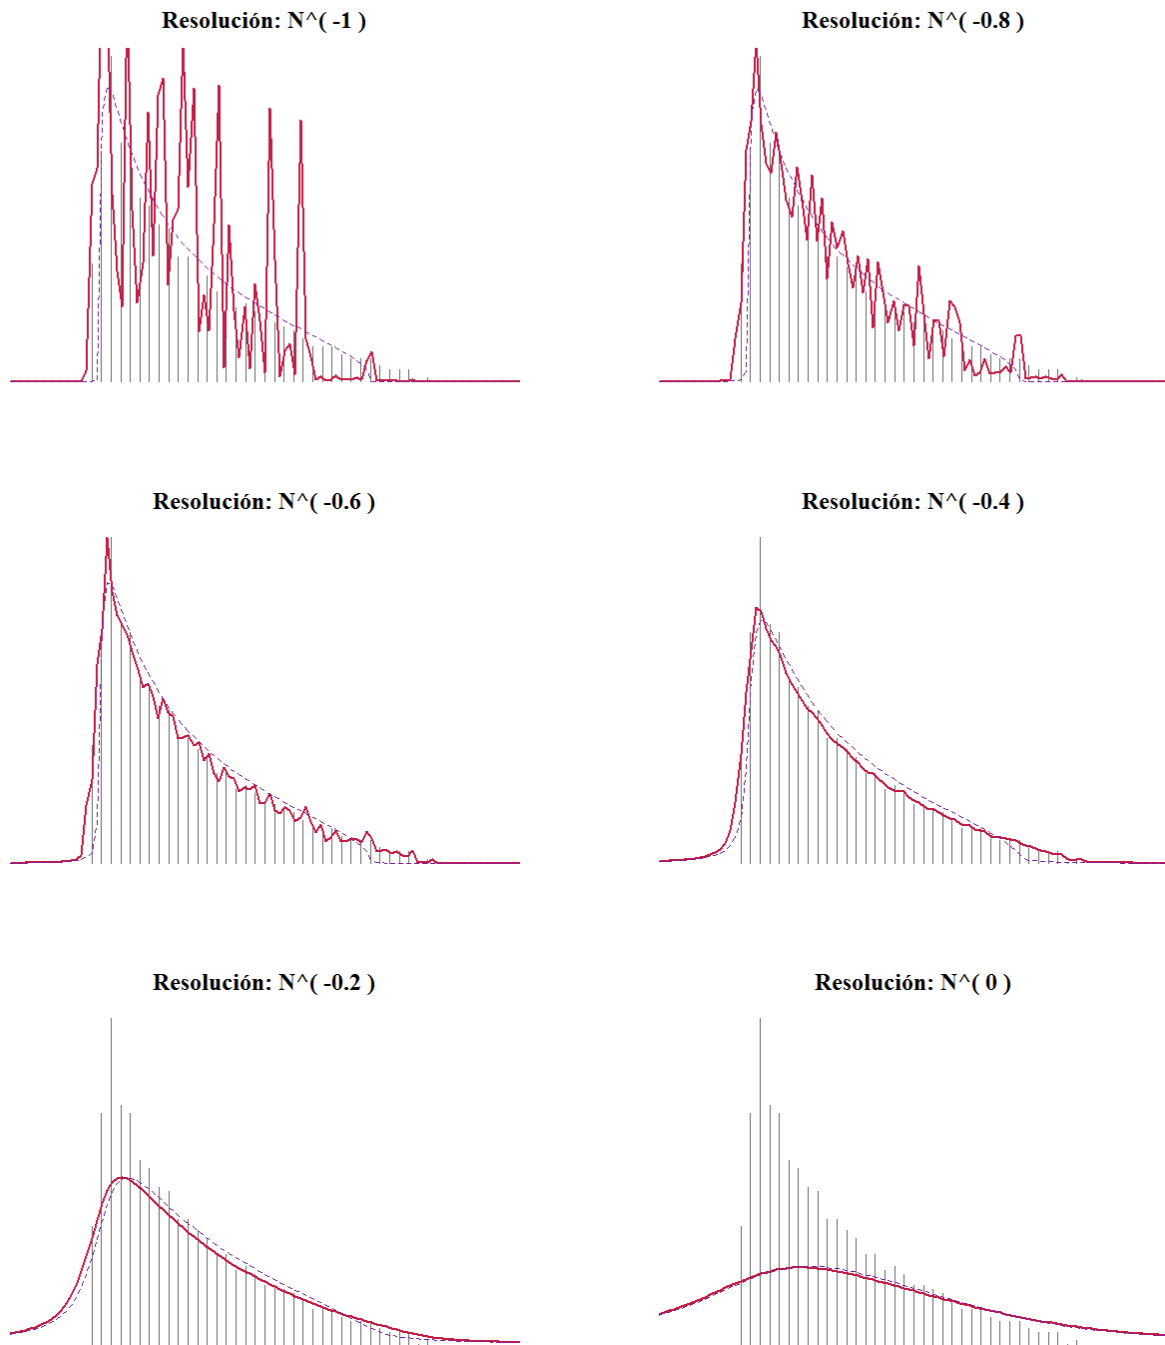 Resolución: N^( -1 )
Resolución: N^( -0.8 )
Resolución: N^( -0.6 )
Resolución: N^( -0.4 )
Resolución: N^( -0.2 )
Resolución: N^( 0 )